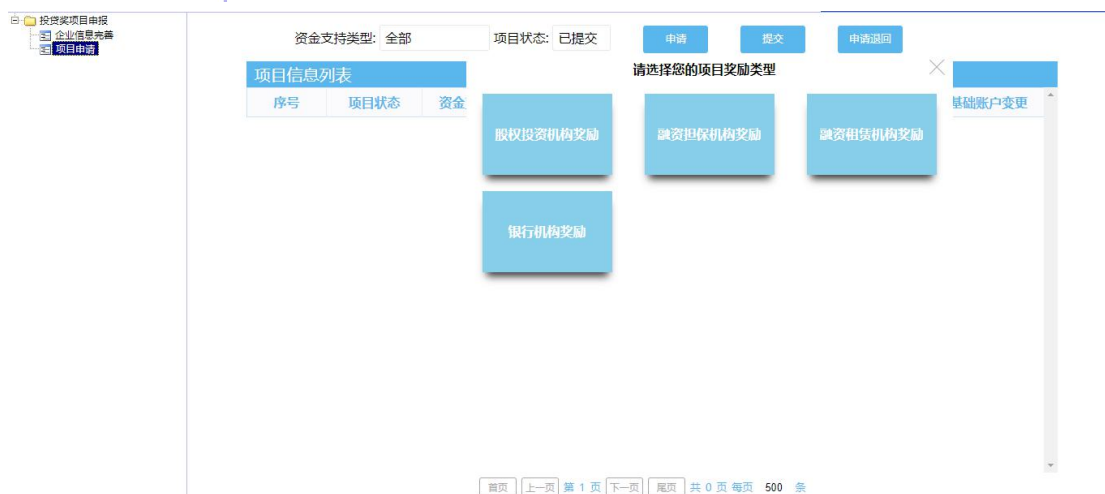 投贷奖项目申报
企业信息完善
项目申请
资金支持类型: 全部 项目状态: 已提交 申请 提交 申请退回
项目信息列表
请选择您的项目奖励类型
序号 项目状态 资金 基础账户变更
股权投资机构奖励 融资担保机构奖励 融资租赁机构奖励
银行机构奖励
首页 上一页 第 1 页 下一页 尾页 共 0 页 每页 500 条